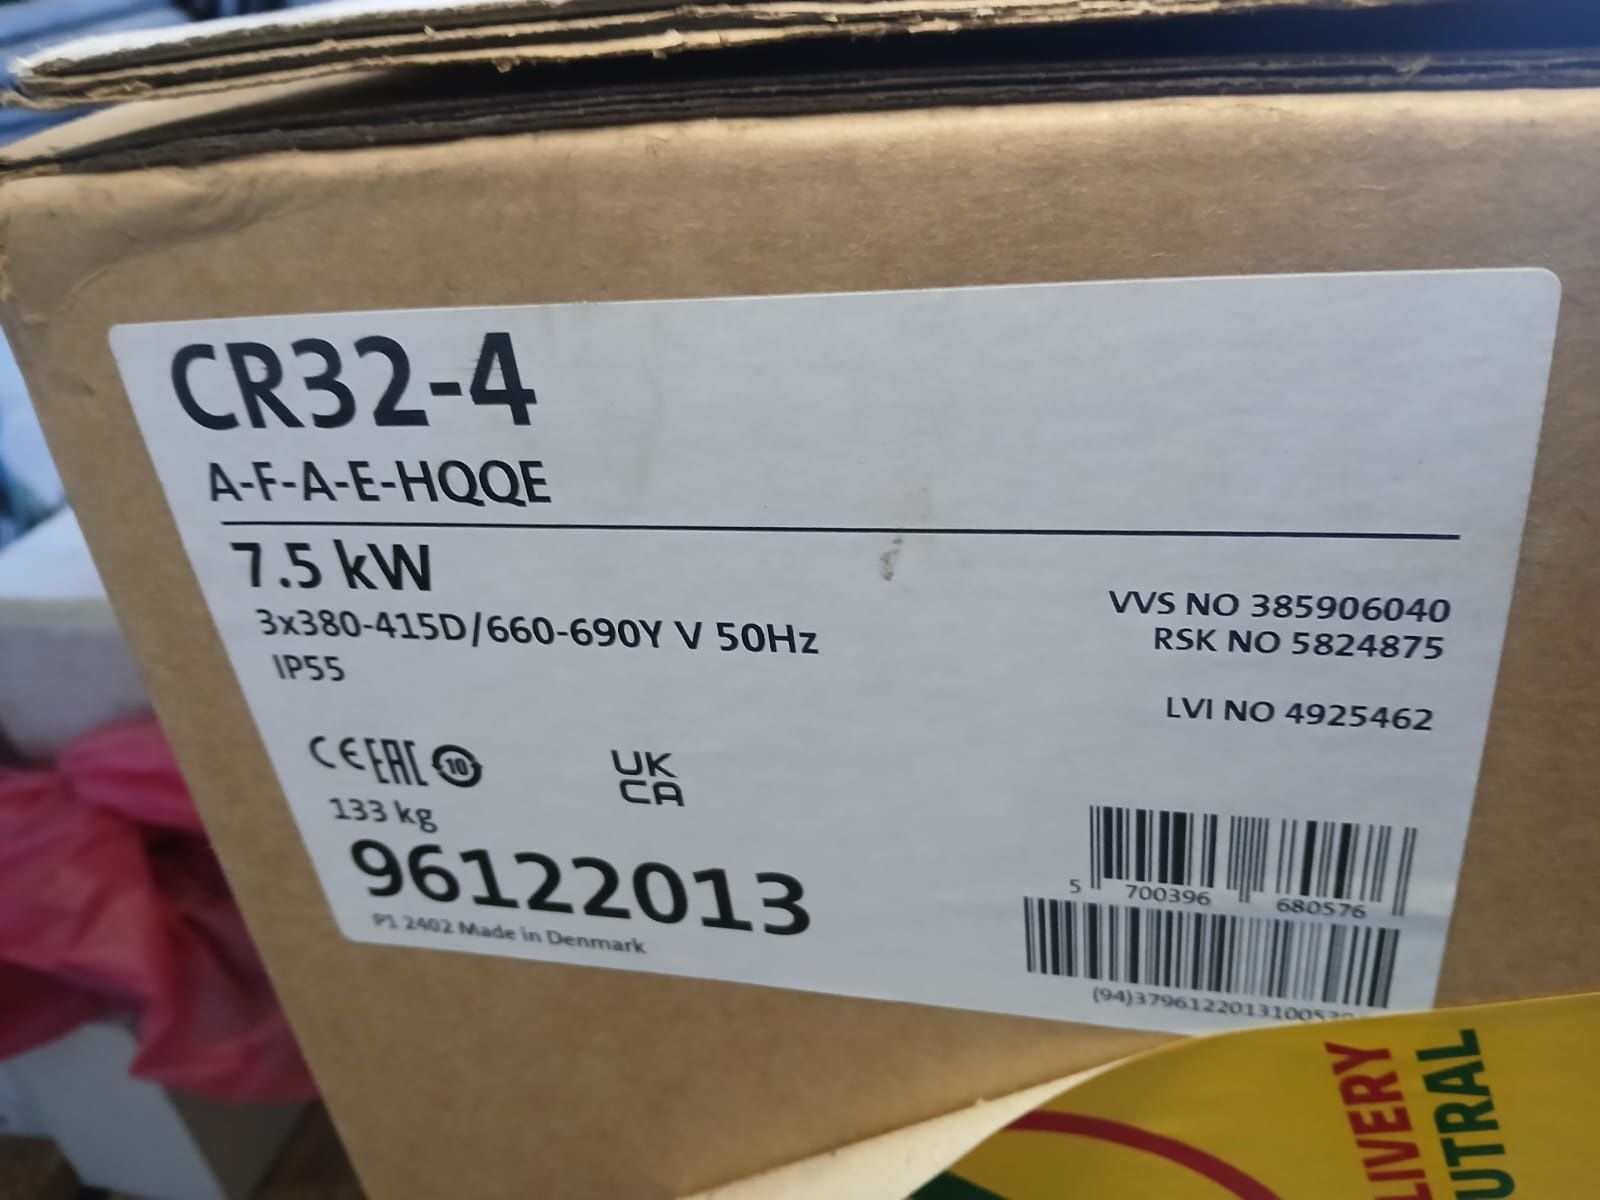 CR32-4
A-F-A-E-HQQE
7.5 kW
3x380-415D/660-690Y V 50Hz
IP55
VVS NO 385906040
RSK NO 5824875
LVI NO 4925462
CE EAC 10
UK
CA
133 kg
96122013
P1 2402 Made in Denmark
5 700396 680576
LIVERY
UTRAL